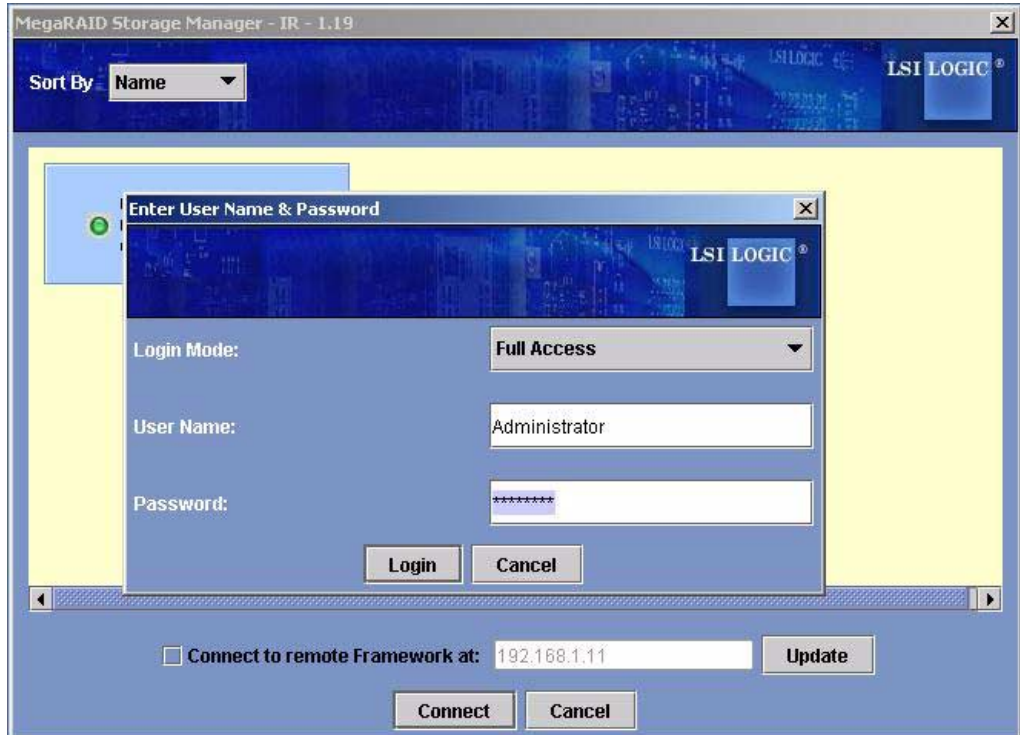 MegaRAID Storage Manager - IR - 1.19
Sort By Name
LSI LOGIC
LSI LOGIC ®
Enter User Name & Password
LSI LOGIC ®
Login Mode: Full Access
User Name: Administrator
Password: ********
Login Cancel
Connect to remote Framework at: 192.168.1.11 Update
Connect Cancel